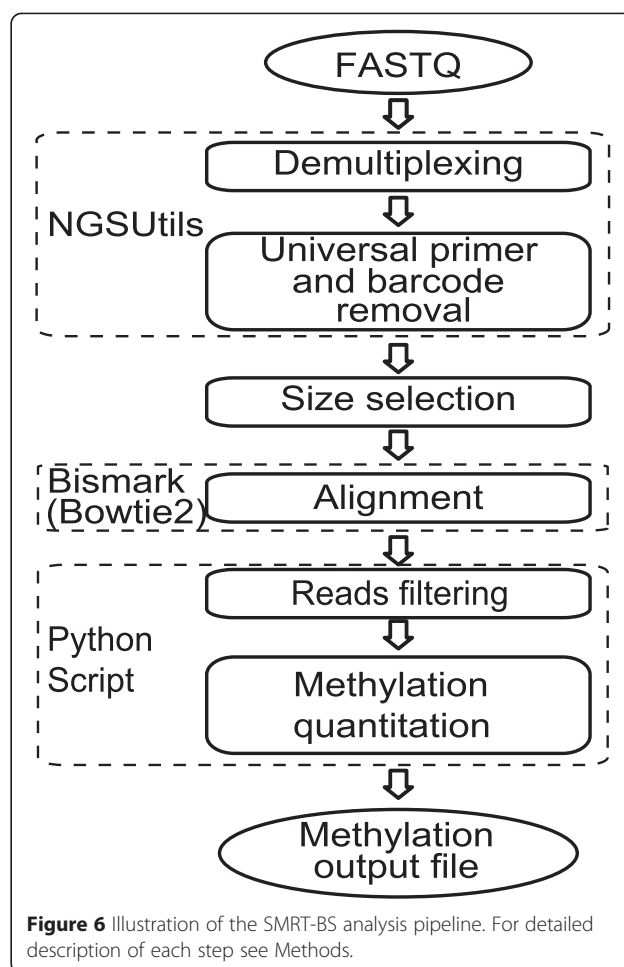 FASTQ
Demultiplexing
NGSUtils
Universal primer
and barcode
removal
Size selection
Bismark
(Bowtie2)
Alignment
Reads filtering
Python
Script
Methylation
quantitation
Methylation
output file
Figure 6 Illustration of the SMRT-BS analysis pipeline. For detailed
description of each step see Methods.